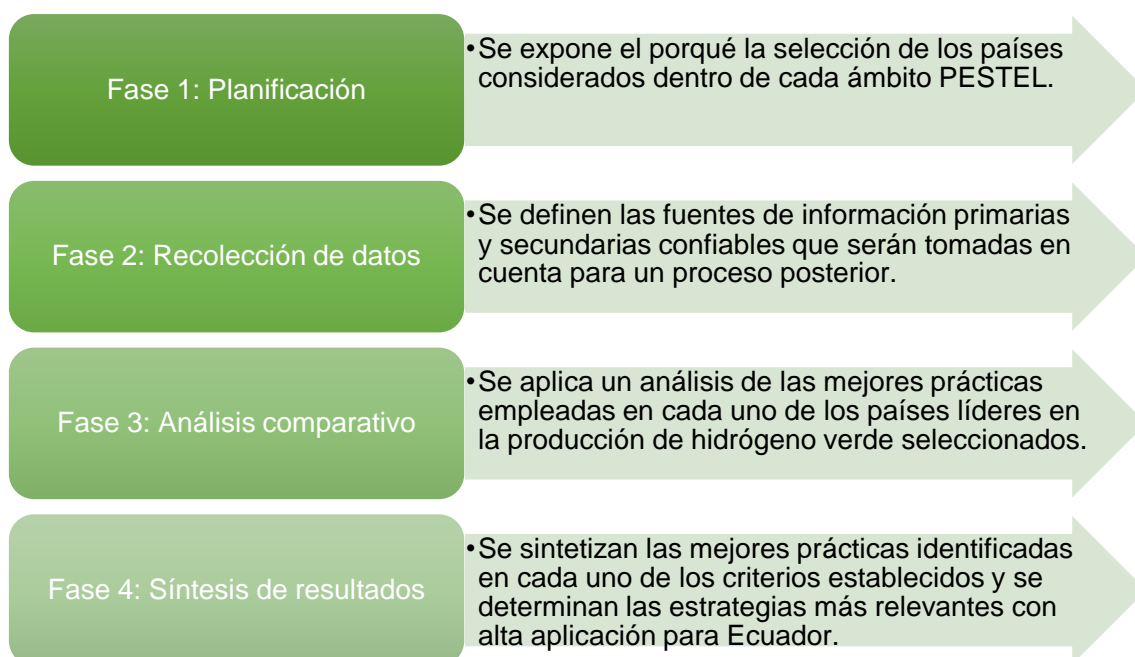 Fase 1: Planificación
•Se expone el porqué la selección de los países
considerados dentro de cada ámbito PESTEL.
Fase 2: Recolección de datos
•Se definen las fuentes de información primarias
y secundarias confiables que serán tomadas en
cuenta para un proceso posterior.
Fase 3: Análisis comparativo
•Se aplica un análisis de las mejores prácticas
empleadas en cada uno de los países líderes en
la producción de hidrógeno verde seleccionados.
Fase 4: Síntesis de resultados
•Se sintetizan las mejores prácticas identificadas
en cada uno de los criterios establecidos y se
determinan las estrategias más relevantes con
alta aplicación para Ecuador.